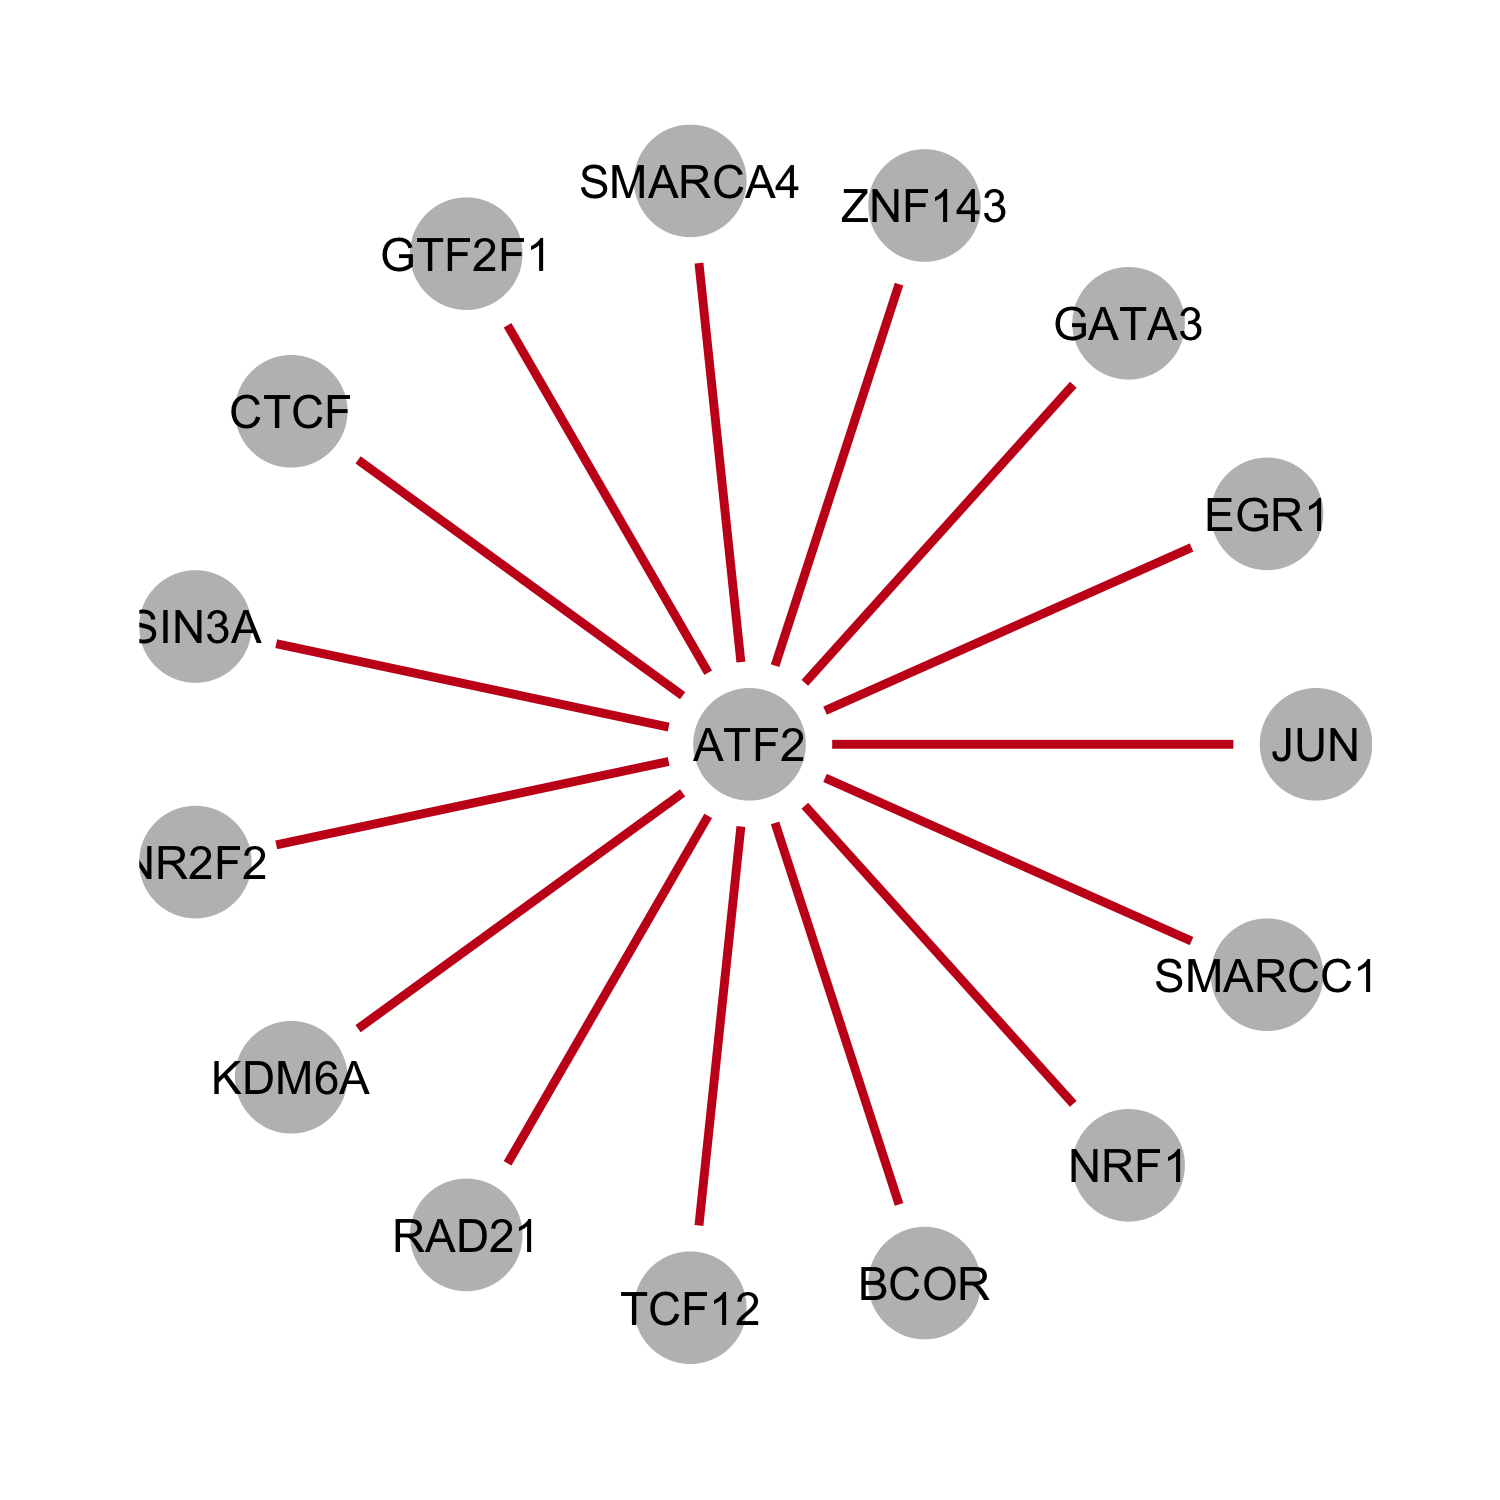 SMARCA4
ZNF143
GTF2F1
GATA3
CTCF
EGR1
SIN3A
ATF2
JUN
NR2F2
SMARCC1
KDM6A
NRF1
RAD21
BCOR
TCF12